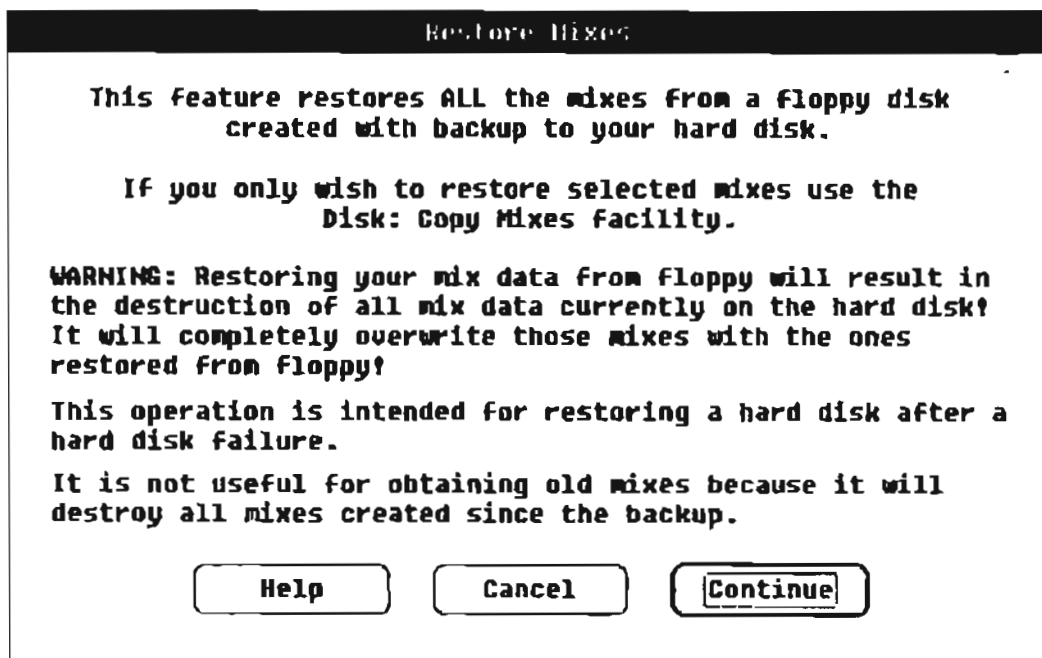 Restore Mixes
This feature restores ALL the mixes from a floppy disk
created with backup to your hard disk.
If you only wish to restore selected mixes use the
Disk: Copy Mixes facility.
WARNING: Restoring your mix data from floppy will result in
the destruction of all mix data currently on the hard disk!
It will completely overwrite those mixes with the ones
restored from floppy!
This operation is intended for restoring a hard disk after a
hard disk failure.
It is not useful for obtaining old mixes because it will
destroy all mixes created since the backup.
Help Cancel Continue